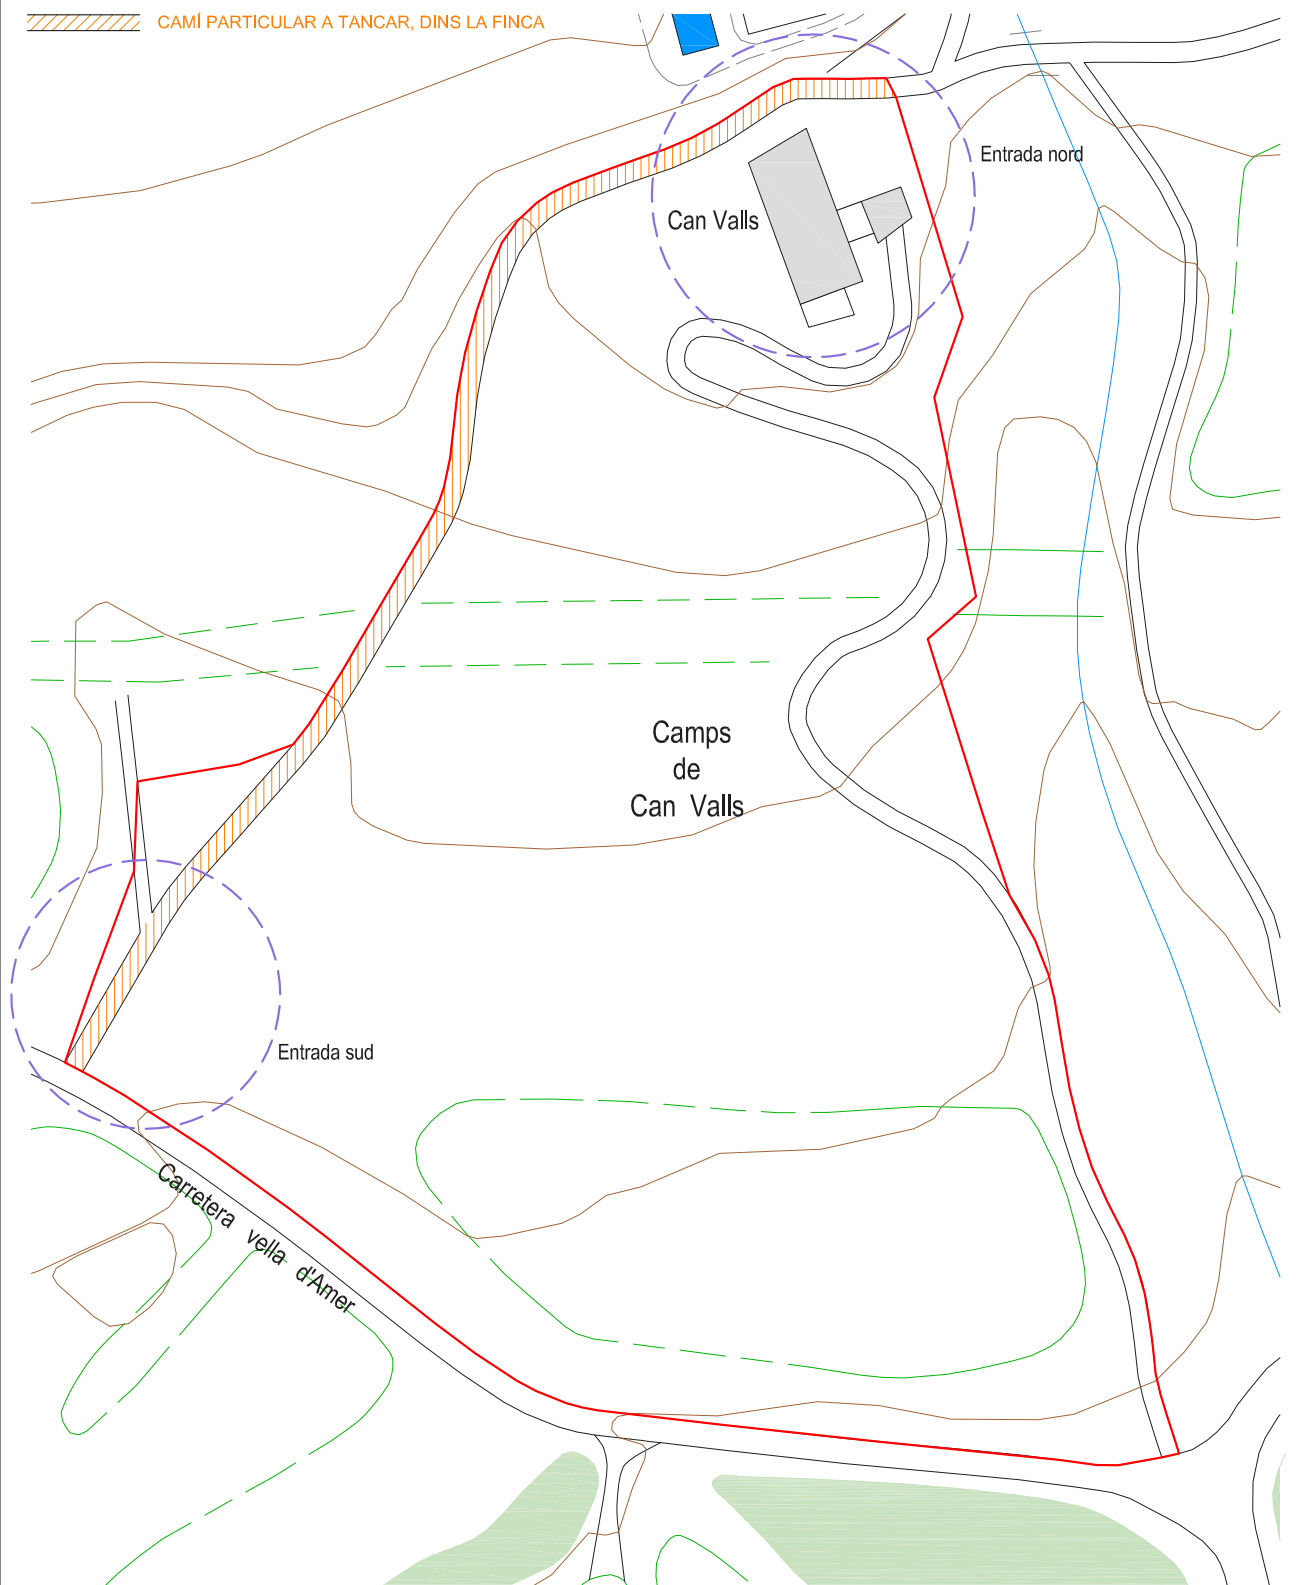 CAMÍ PARTICULAR A TANCAR, DINS LA FINCA
Entrada nord
Can Valls
Camps
de
Can Valls
Entrada sud
Carretera vella d'Amer